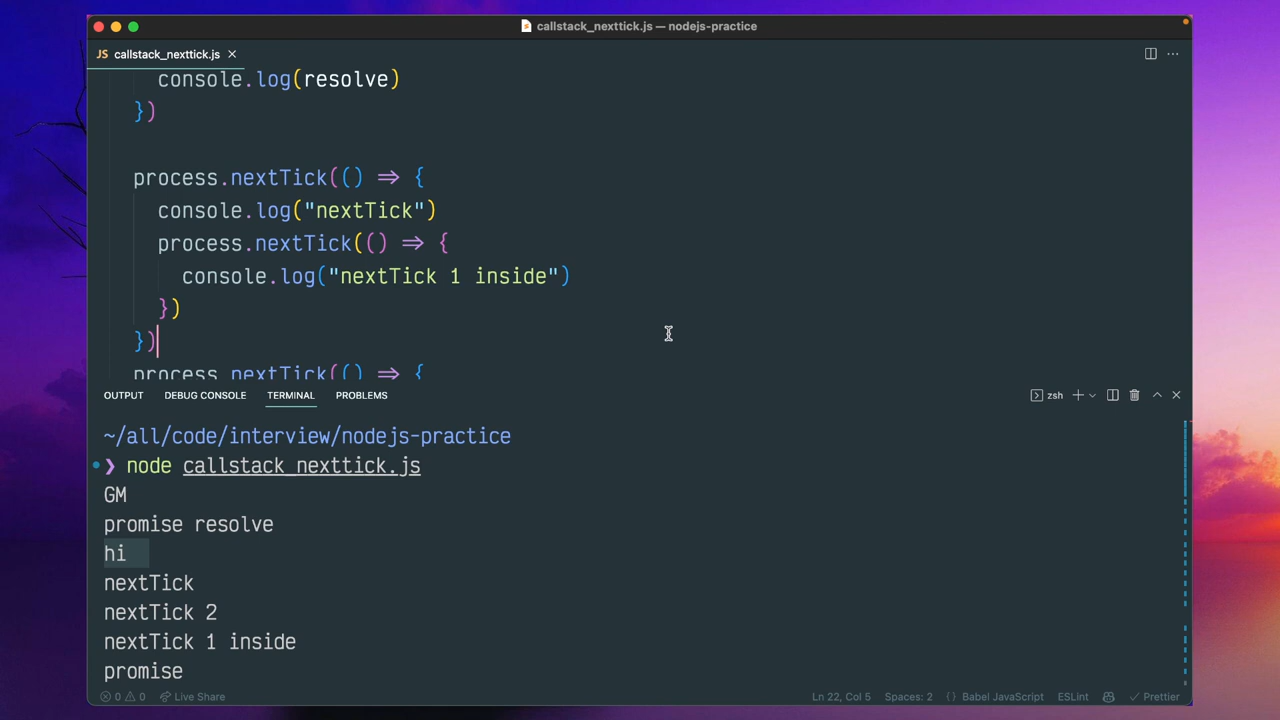 callstack_nexttick.js — nodejs-practice
JS callstack_nexttick.js
console.log(resolve)
})
process.nextTick(() => {
console.log("nextTick")
process.nextTick(() => {
console.log("nextTick 1 inside")
})
})
process.nextTick(() => {
OUTPUT DEBUG CONSOLE TERMINAL PROBLEMS zsh
~/all/code/interview/nodejs-practice
❯ node callstack_nexttick.js
GM
promise resolve
hi
nextTick
nextTick 2
nextTick 1 inside
promise
0 0 Live Share Ln 22, Col 5 Spaces: 2 {} Babel JavaScript ESLint Prettier